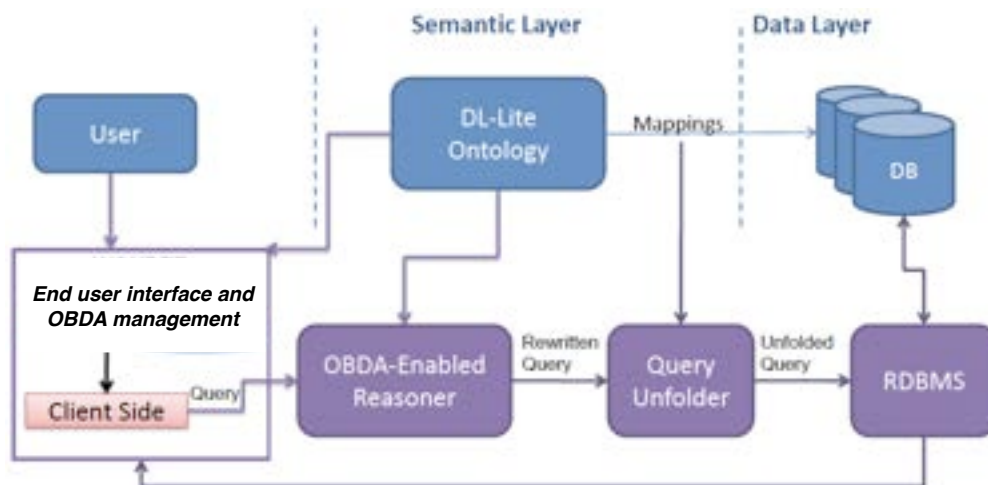 Semantic Layer
Data Layer
User
DL-Lite
Ontology
Mappings
DB
End user interface and
OBDA management
Client Side
Query
OBDA-Enabled
Reasoner
Rewritten
Query
Query
Unfolder
Unfolded
Query
RDBMS